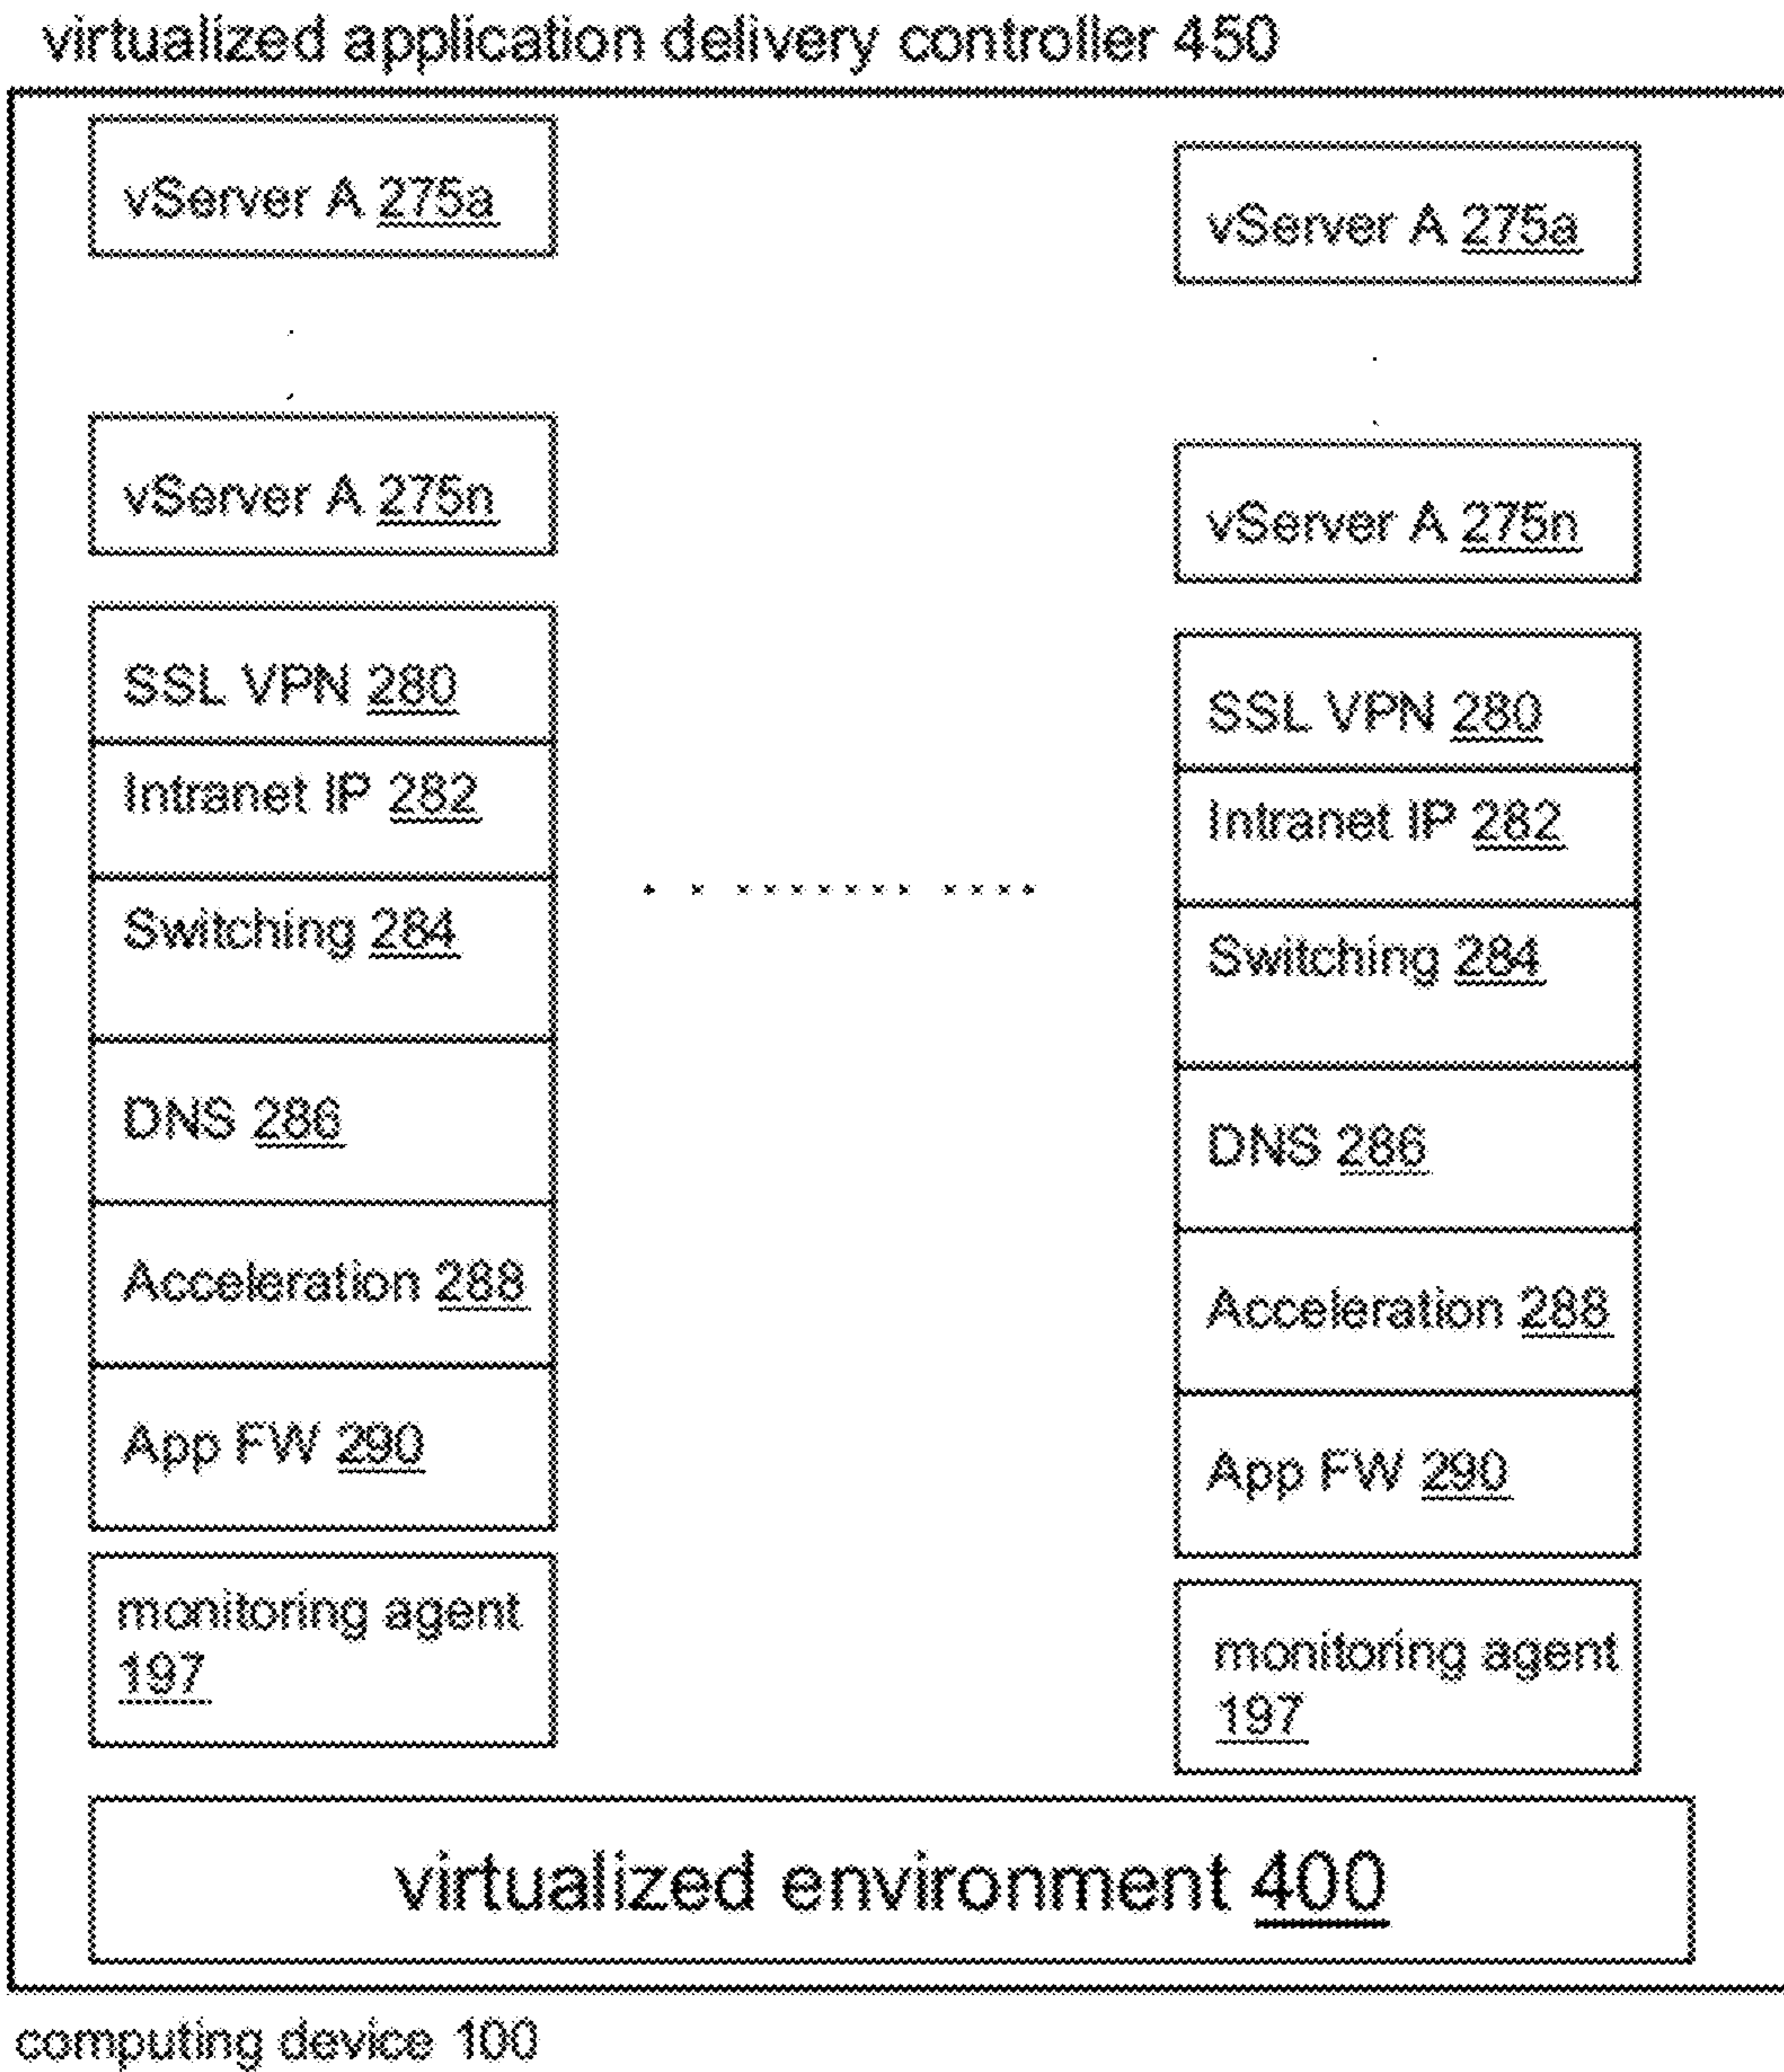 virtualized application delivery controller 450
vServer A 275a
vServer A 275n
SSL VPN 280
Intranet IP 282
Switching 284
DNS 286
Acceleration 288
App FW 290
monitoring agent
197
vServer A 275a
vServer A 275n
SSL VPN 280
Intranet IP 282
Switching 284
DNS 286
Acceleration 288
App FW 290
monitoring agent
197
virtualized environment 400
computing device 100